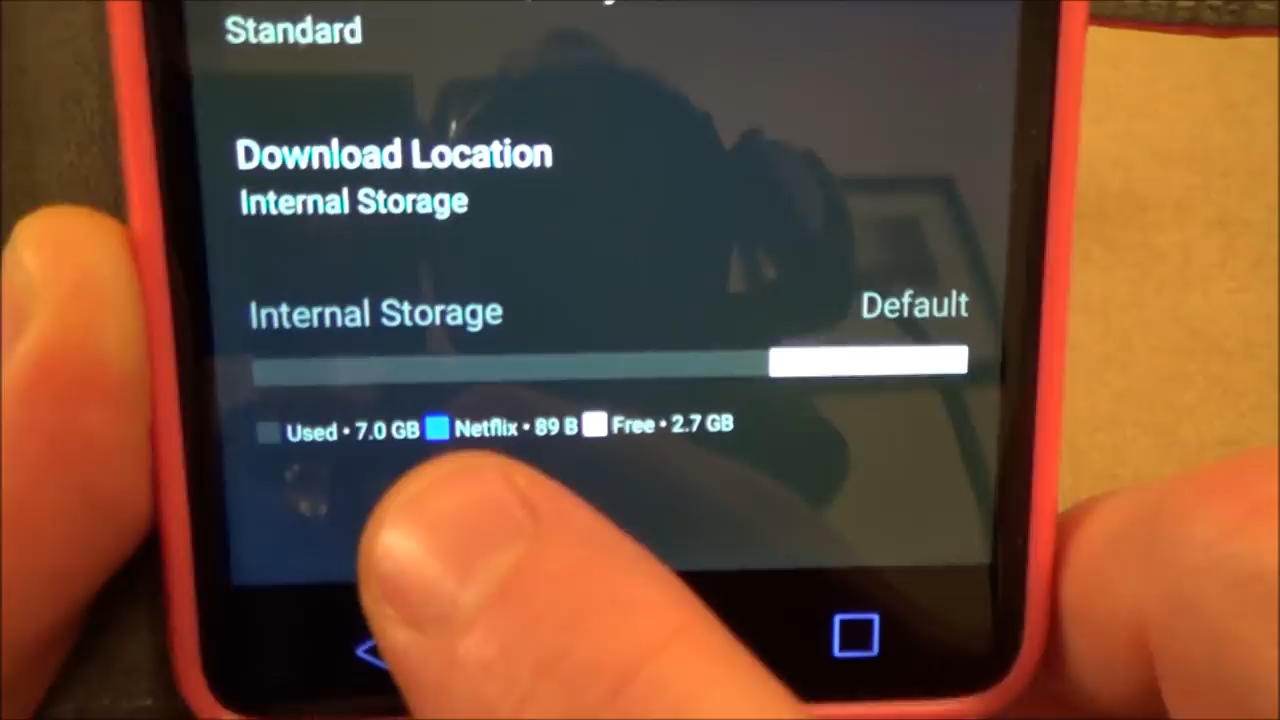 Standard
Download Location
Internal Storage
Internal Storage Default
Used • 7.0 GB Netflix • 89 B Free • 2.7 GB